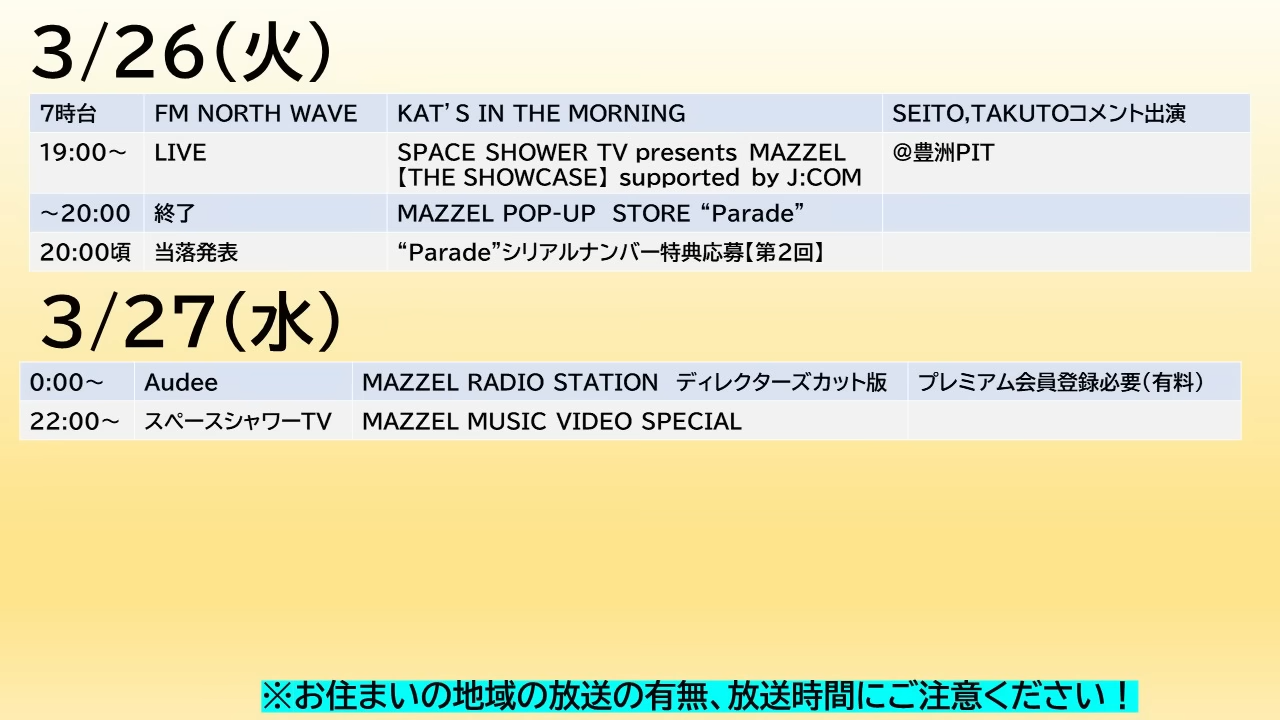 3/26(火)
7時台 FM NORTH WAVE KAT'S IN THE MORNING SEITO,TAKUTOコメント出演
19:00～ LIVE SPACE SHOWER TV presents MAZZEL @豊洲PIT
【THE SHOWCASE】 supported by J:COM
～20:00 終了 MAZZEL POP-UP STORE “Parade”
20:00頃 当落発表 “Parade”シリアルナンバー特典応募【第2回】
3/27(水)
0:00～ Audee MAZZEL RADIO STATION ディレクターズカット版 プレミアム会員登録必要(有料)
22:00～ スペースシャワーTV MAZZEL MUSIC VIDEO SPECIAL
※お住まいの地域の放送の有無、放送時間にご注意ください！